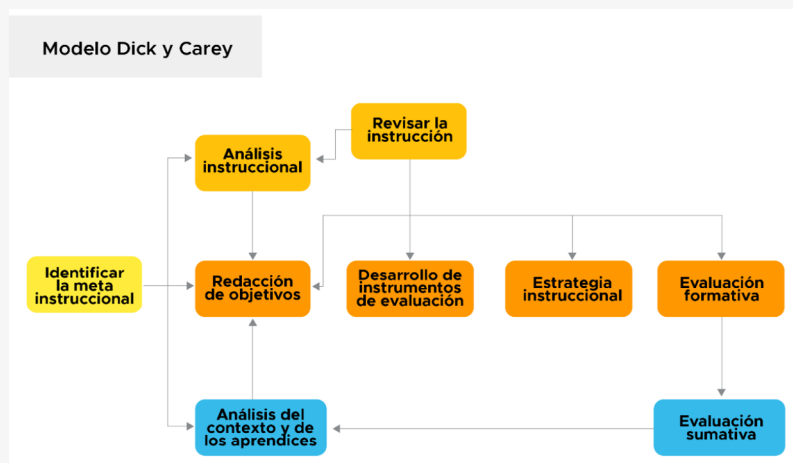 Modelo Dick y Carey
Revisar la
instrucción
Análisis
instruccional
Identificar
la meta
instruccional
Redacción
de objetivos
Desarrollo de
instrumentos
de evaluación
Estrategia
instruccional
Evaluación
formativa
Análisis del
contexto y de
los aprendices
Evaluación
sumativa